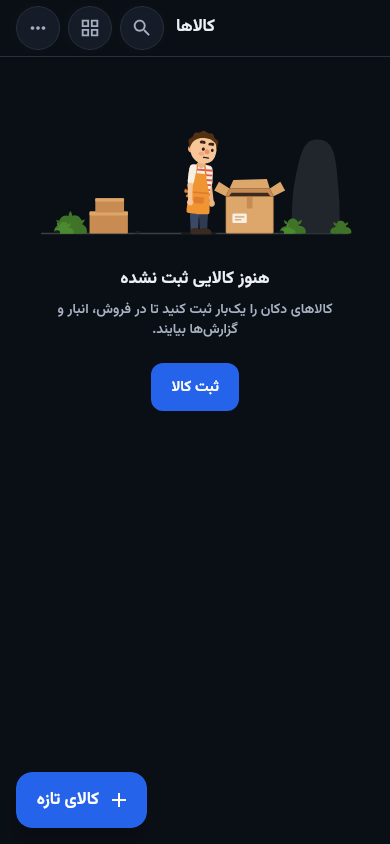 کالاها
هنوز کالایی ثبت نشده
کالاهای دکان را یک‌بار ثبت کنید تا در فروش، انبار و
گزارش‌ها بیایند.
ثبت کالا
کالای تازه